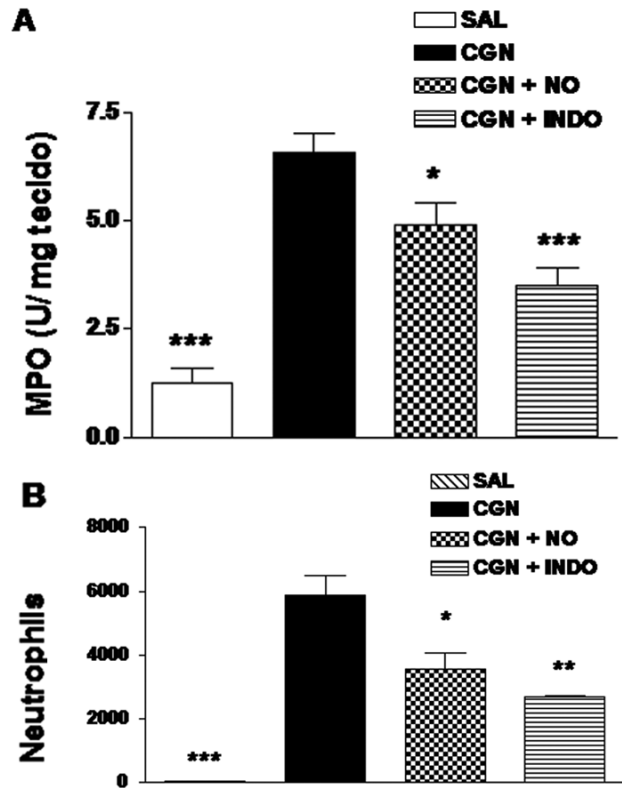 A
SAL
CGN
CGN + NO
CGN + INDO
MPO (U/mg tecido)
7.5
5.0
2.5
0.0
***
*
***
B
SAL
CGN
CGN + NO
CGN + INDO
Neutrophils
8000
6000
4000
2000
0
***
*
**